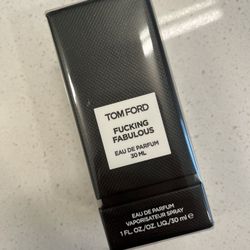 TOM FORD
FUCKING
FABULOUS
EAU DE PARFUM
30 ML
EAU DE PARFUM
VAPORISATEUR SPRAY
1 FL.OZ./OZ. LIQ./30 ml ℮